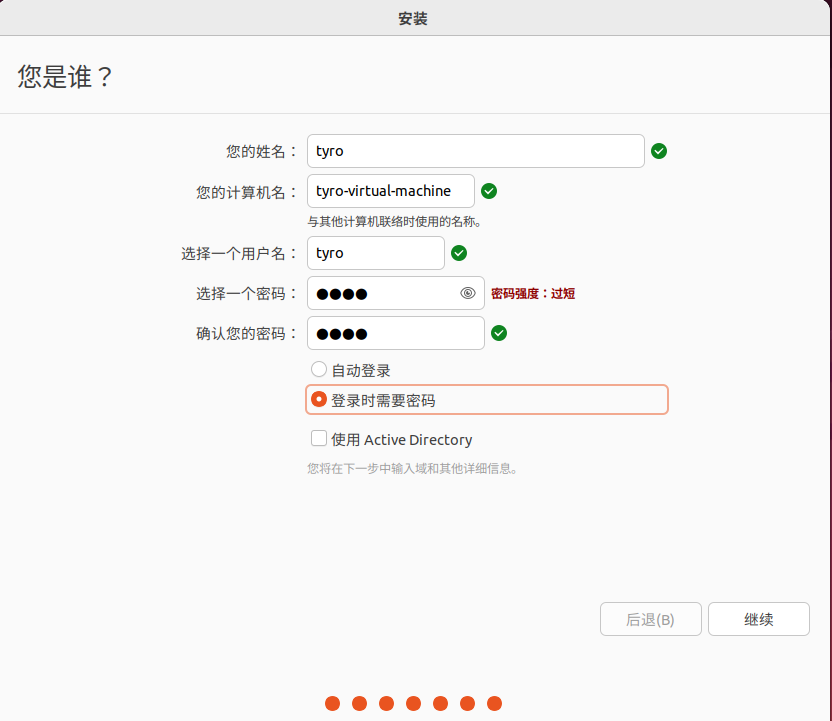 安装
您是谁？
您的姓名： tyro
您的计算机名： tyro-virtual-machine
与其他计算机联络时使用的名称。
选择一个用户名： tyro
选择一个密码： ●●●● 密码强度：过短
确认您的密码： ●●●●
自动登录
登录时需要密码
使用 Active Directory
您将在下一步中输入域和其他详细信息。
后退(B) 继续